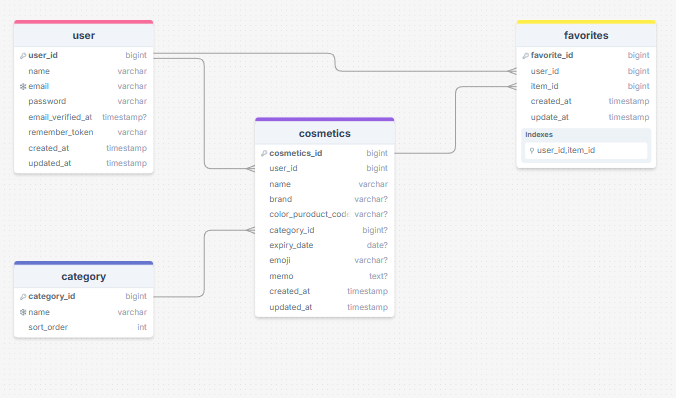 user
user_id bigint
name varchar
email varchar
password varchar
email_verified_at timestamp?
remember_token varchar
created_at timestamp
updated_at timestamp
favorites
favorite_id bigint
user_id bigint
item_id bigint
created_at timestamp
update_at timestamp
Indexes
user_id,item_id
cosmetics
cosmetics_id bigint
user_id bigint
name varchar
brand varchar?
color_puroduct_code varchar?
category_id bigint?
expiry_date date?
emoji varchar?
memo text?
created_at timestamp
updated_at timestamp
category
category_id bigint
name varchar
sort_order int